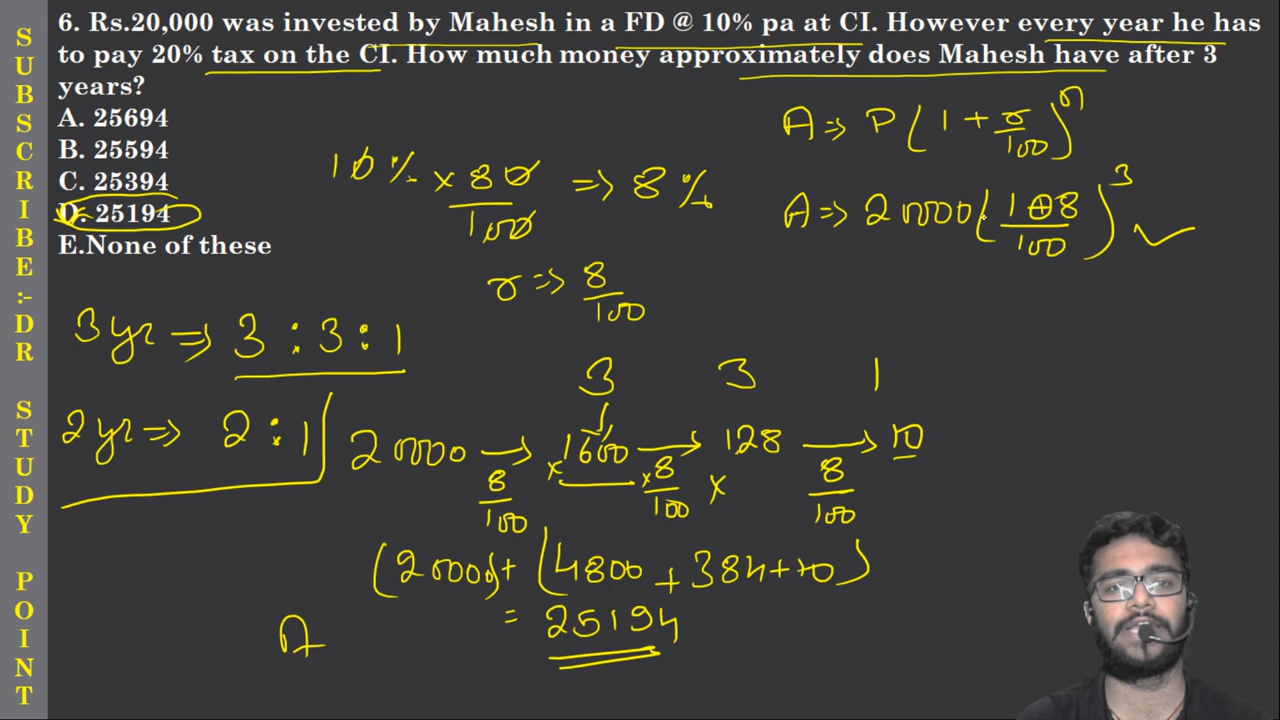 SUBSCRIBE:-DR STUDY POINT
6. Rs.20,000 was invested by Mahesh in a FD @ 10% pa at CI. However every year he has
to pay 20% tax on the CI. How much money approximately does Mahesh have after 3
years?
A. 25694
B. 25594
C. 25394
D. 25194
E.None of these
A => P(1 + r/100)^n
10% × 80/100 => 8%
A => 20000(108/100)^3
r => 8/100
3yr => 3 : 3 : 1
3 3 1
2yr => 2 : 1
20000 → 1600 → 128 → 10
8/100 ×8/100 × 8/100
(20000)+(4800+384+10)
= 25194
A